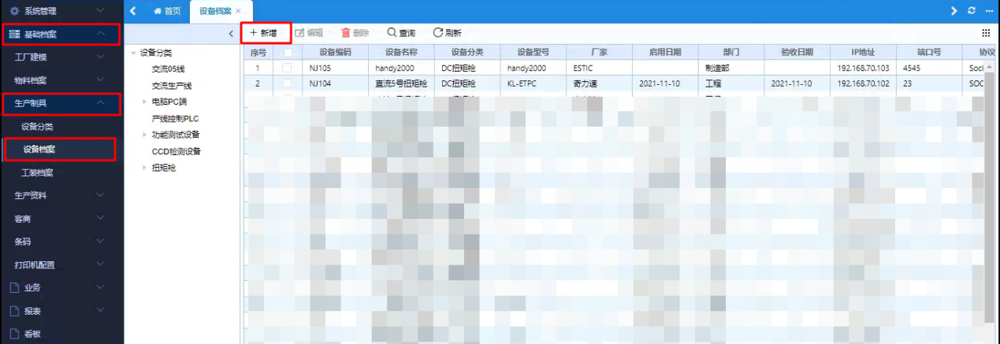 系统管理
基础档案
工厂建模
物料档案
生产制具
设备分类
设备档案
工装档案
生产资料
客商
条码
打印机配置
业务
报表
看板
首页 设备档案 ×
新增 编辑 删除 查询 刷新
设备分类
交流05线
交流生产线
电脑PC端
产线控制PLC
功能测试设备
CCD检测设备
扭矩枪
序号 设备编码 设备名称 设备分类 设备型号 厂家 启用日期 部门 验收日期 IP地址 端口号 协议
1 NJ105 handy2000 DC扭矩枪 handy2000 ESTIC 制造部 192.168.70.103 4545 Soc
2 NJ104 直流5号扭矩枪 DC扭矩枪 KL-ETPC 奇力速 2021-11-10 工程 2021-11-10 192.168.70.102 23 SOC